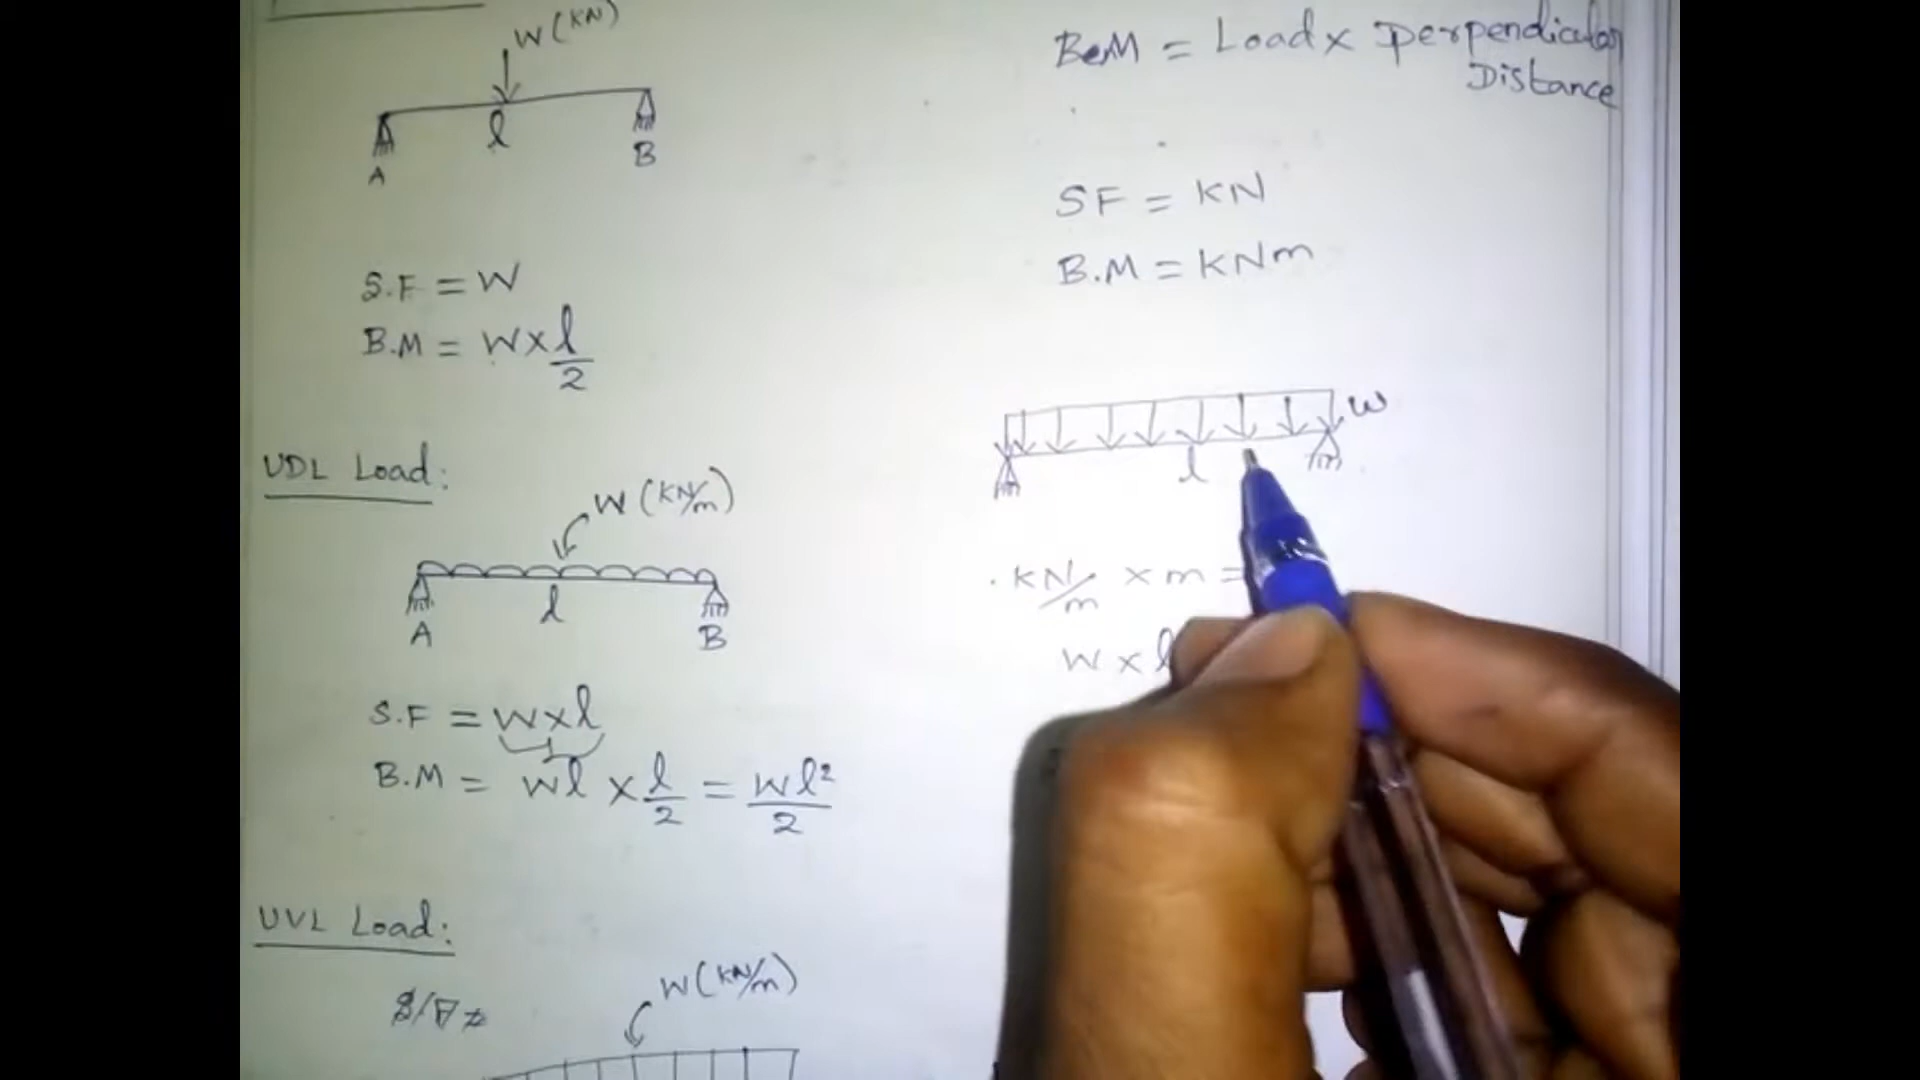 W (KN)
l
A
B
S.F = W
B.M = W x l/2
UDL Load:
W (KN/m)
l
A
B
S.F = W x l
B.M = wl x l/2 = wl²/2
UVL Load:
W (KN/m)
B.M = Load x perpendicular
Distance
SF = KN
B.M = KNm
w
l
KN/m x m =
W x l